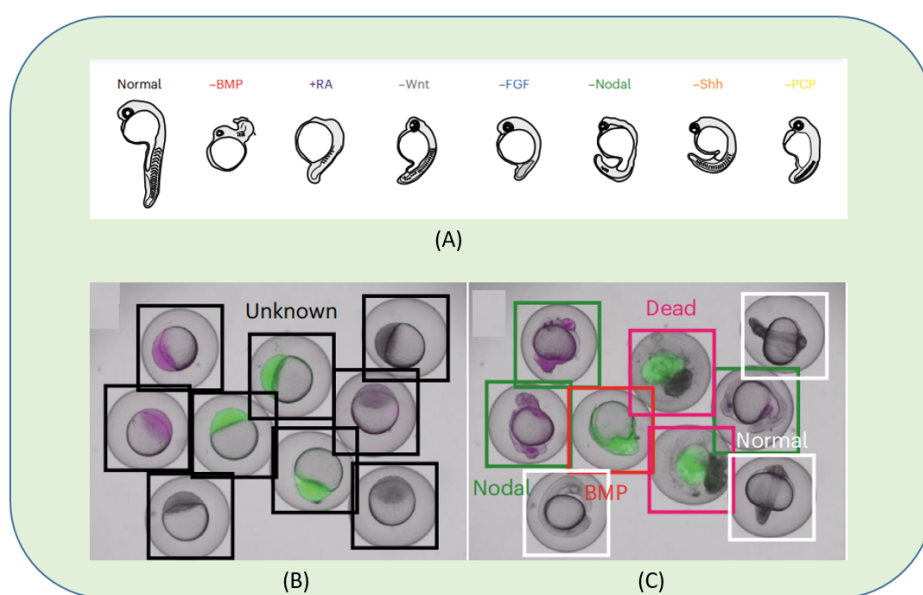 Normal –BMP +RA –Wnt –FGF –Nodal –Shh –PCP
(A)
Unknown
Dead
Normal
Nodal
BMP
(B)
(C)